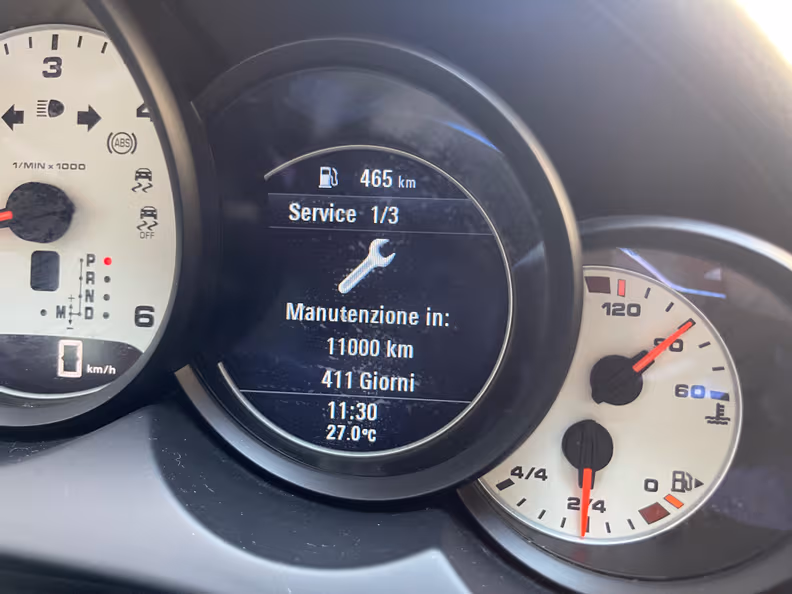 3
4
ABS
1/MIN x 1000
OFF
P
R
N
M D
+
-
6
0 km/h
465 km
Service 1/3
Manutenzione in:
11000 km
411 Giorni
11:30
27.0°C
120
90
60
4/4
2/4
0